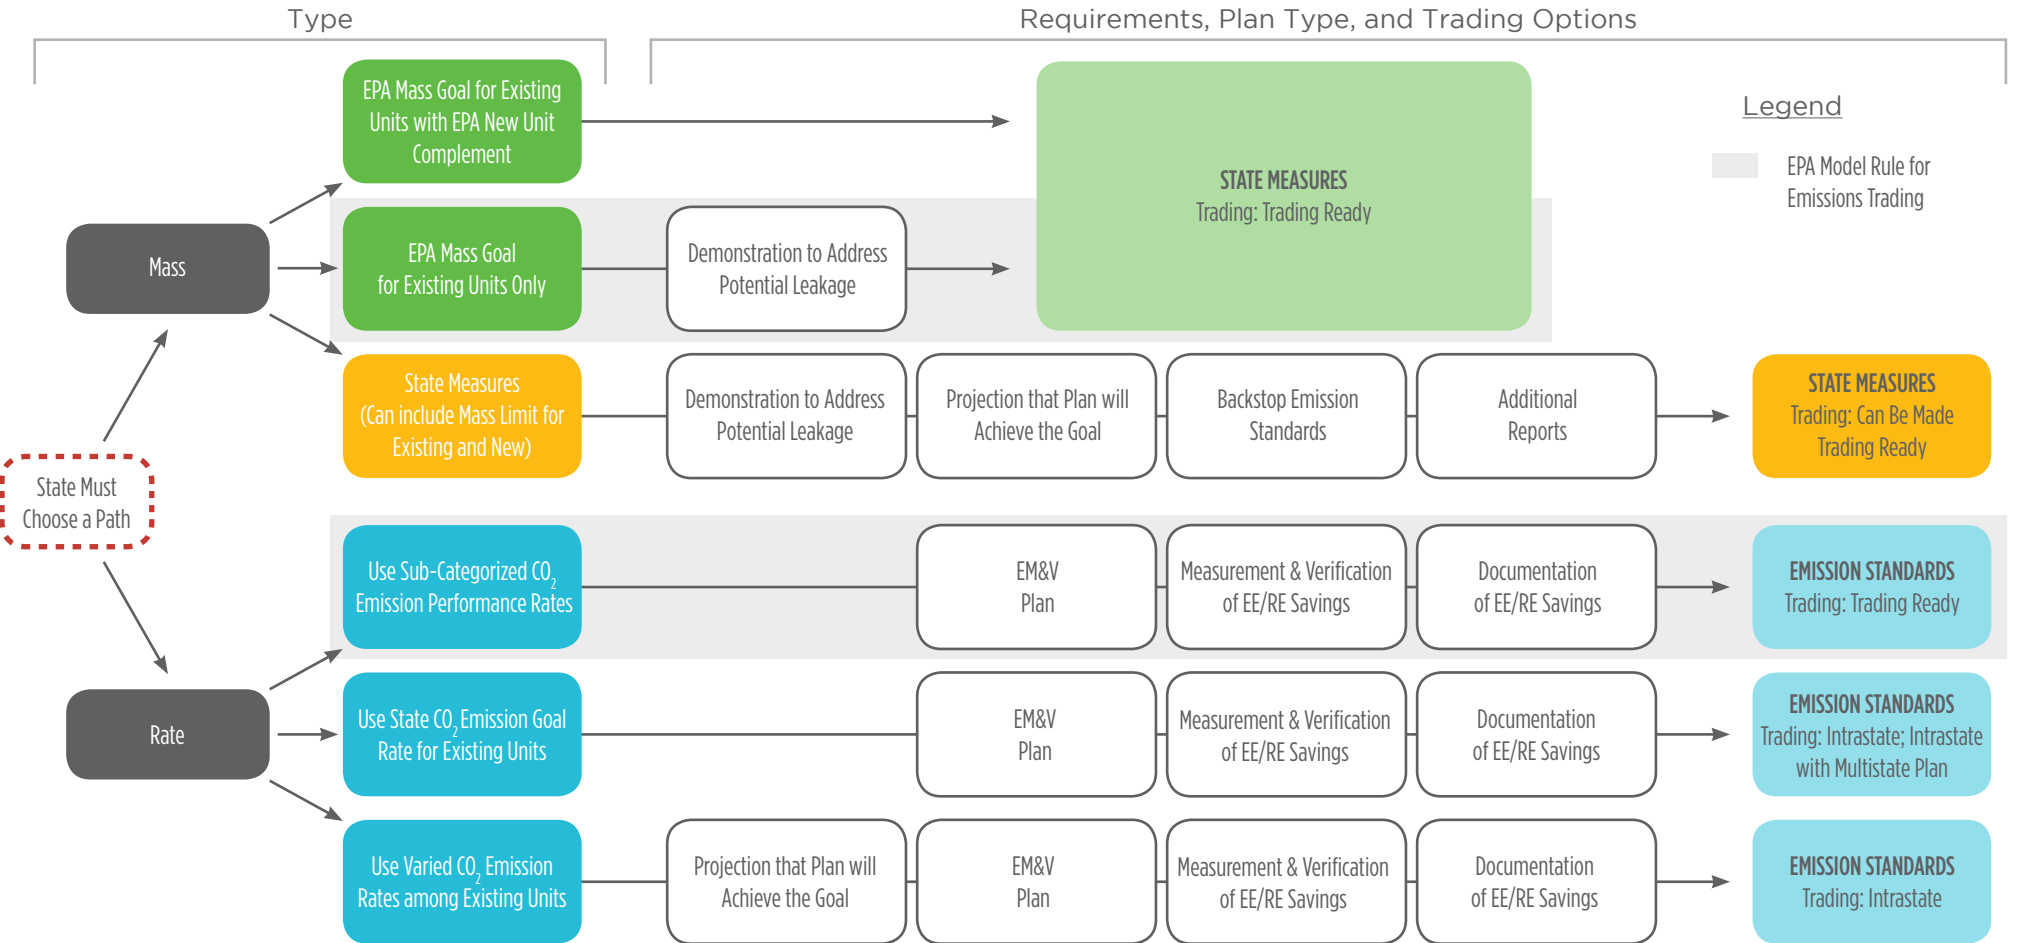 Type
Requirements, Plan Type, and Trading Options
Legend
EPA Model Rule for
Emissions Trading
State Must
Choose a Path
Mass
EPA Mass Goal for Existing
Units with EPA New Unit
Complement
STATE MEASURES
Trading: Trading Ready
EPA Mass Goal
for Existing Units Only
Demonstration to Address
Potential Leakage
State Measures
(Can include Mass Limit for
Existing and New)
Demonstration to Address
Potential Leakage
Projection that Plan will
Achieve the Goal
Backstop Emission
Standards
Additional
Reports
STATE MEASURES
Trading: Can Be Made
Trading Ready
Rate
Use Sub-Categorized CO₂
Emission Performance Rates
EM&V
Plan
Measurement & Verification
of EE/RE Savings
Documentation
of EE/RE Savings
EMISSION STANDARDS
Trading: Trading Ready
Use State CO₂ Emission Goal
Rate for Existing Units
EM&V
Plan
Measurement & Verification
of EE/RE Savings
Documentation
of EE/RE Savings
EMISSION STANDARDS
Trading: Intrastate; Intrastate
with Multistate Plan
Use Varied CO₂ Emission
Rates among Existing Units
Projection that Plan will
Achieve the Goal
EM&V
Plan
Measurement & Verification
of EE/RE Savings
Documentation
of EE/RE Savings
EMISSION STANDARDS
Trading: Intrastate